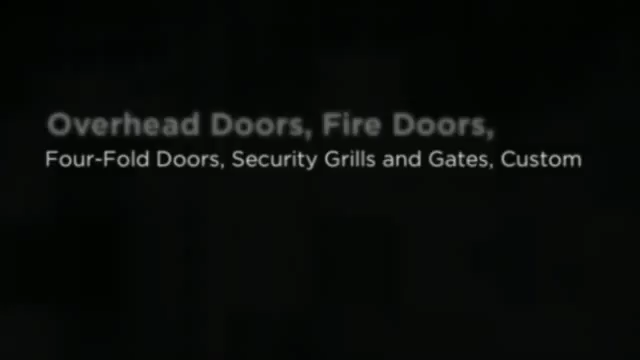 Overhead Doors, Fire Doors,
Four-Fold Doors, Security Grills and Gates, Custom